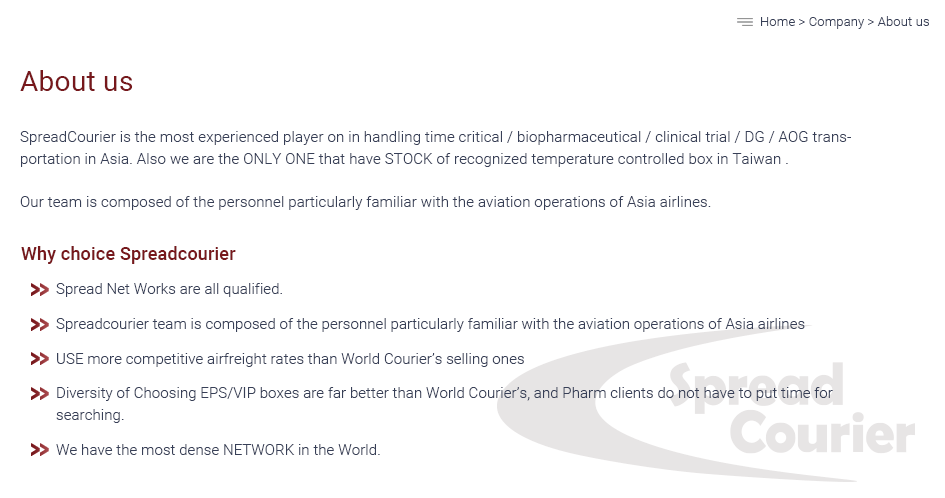 Home > Company > About us
About us
SpreadCourier is the most experienced player on in handling time critical / biopharmaceutical / clinical trial / DG / AOG trans-
portation in Asia. Also we are the ONLY ONE that have STOCK of recognized temperature controlled box in Taiwan .
Our team is composed of the personnel particularly familiar with the aviation operations of Asia airlines.
Why choice Spreadcourier
Spread Net Works are all qualified.
Spreadcourier team is composed of the personnel particularly familiar with the aviation operations of Asia airlines
USE more competitive airfreight rates than World Courier’s selling ones
Diversity of Choosing EPS/VIP boxes are far better than World Courier’s, and Pharm clients do not have to put time for
searching.
We have the most dense NETWORK in the World.
Spread
Courier